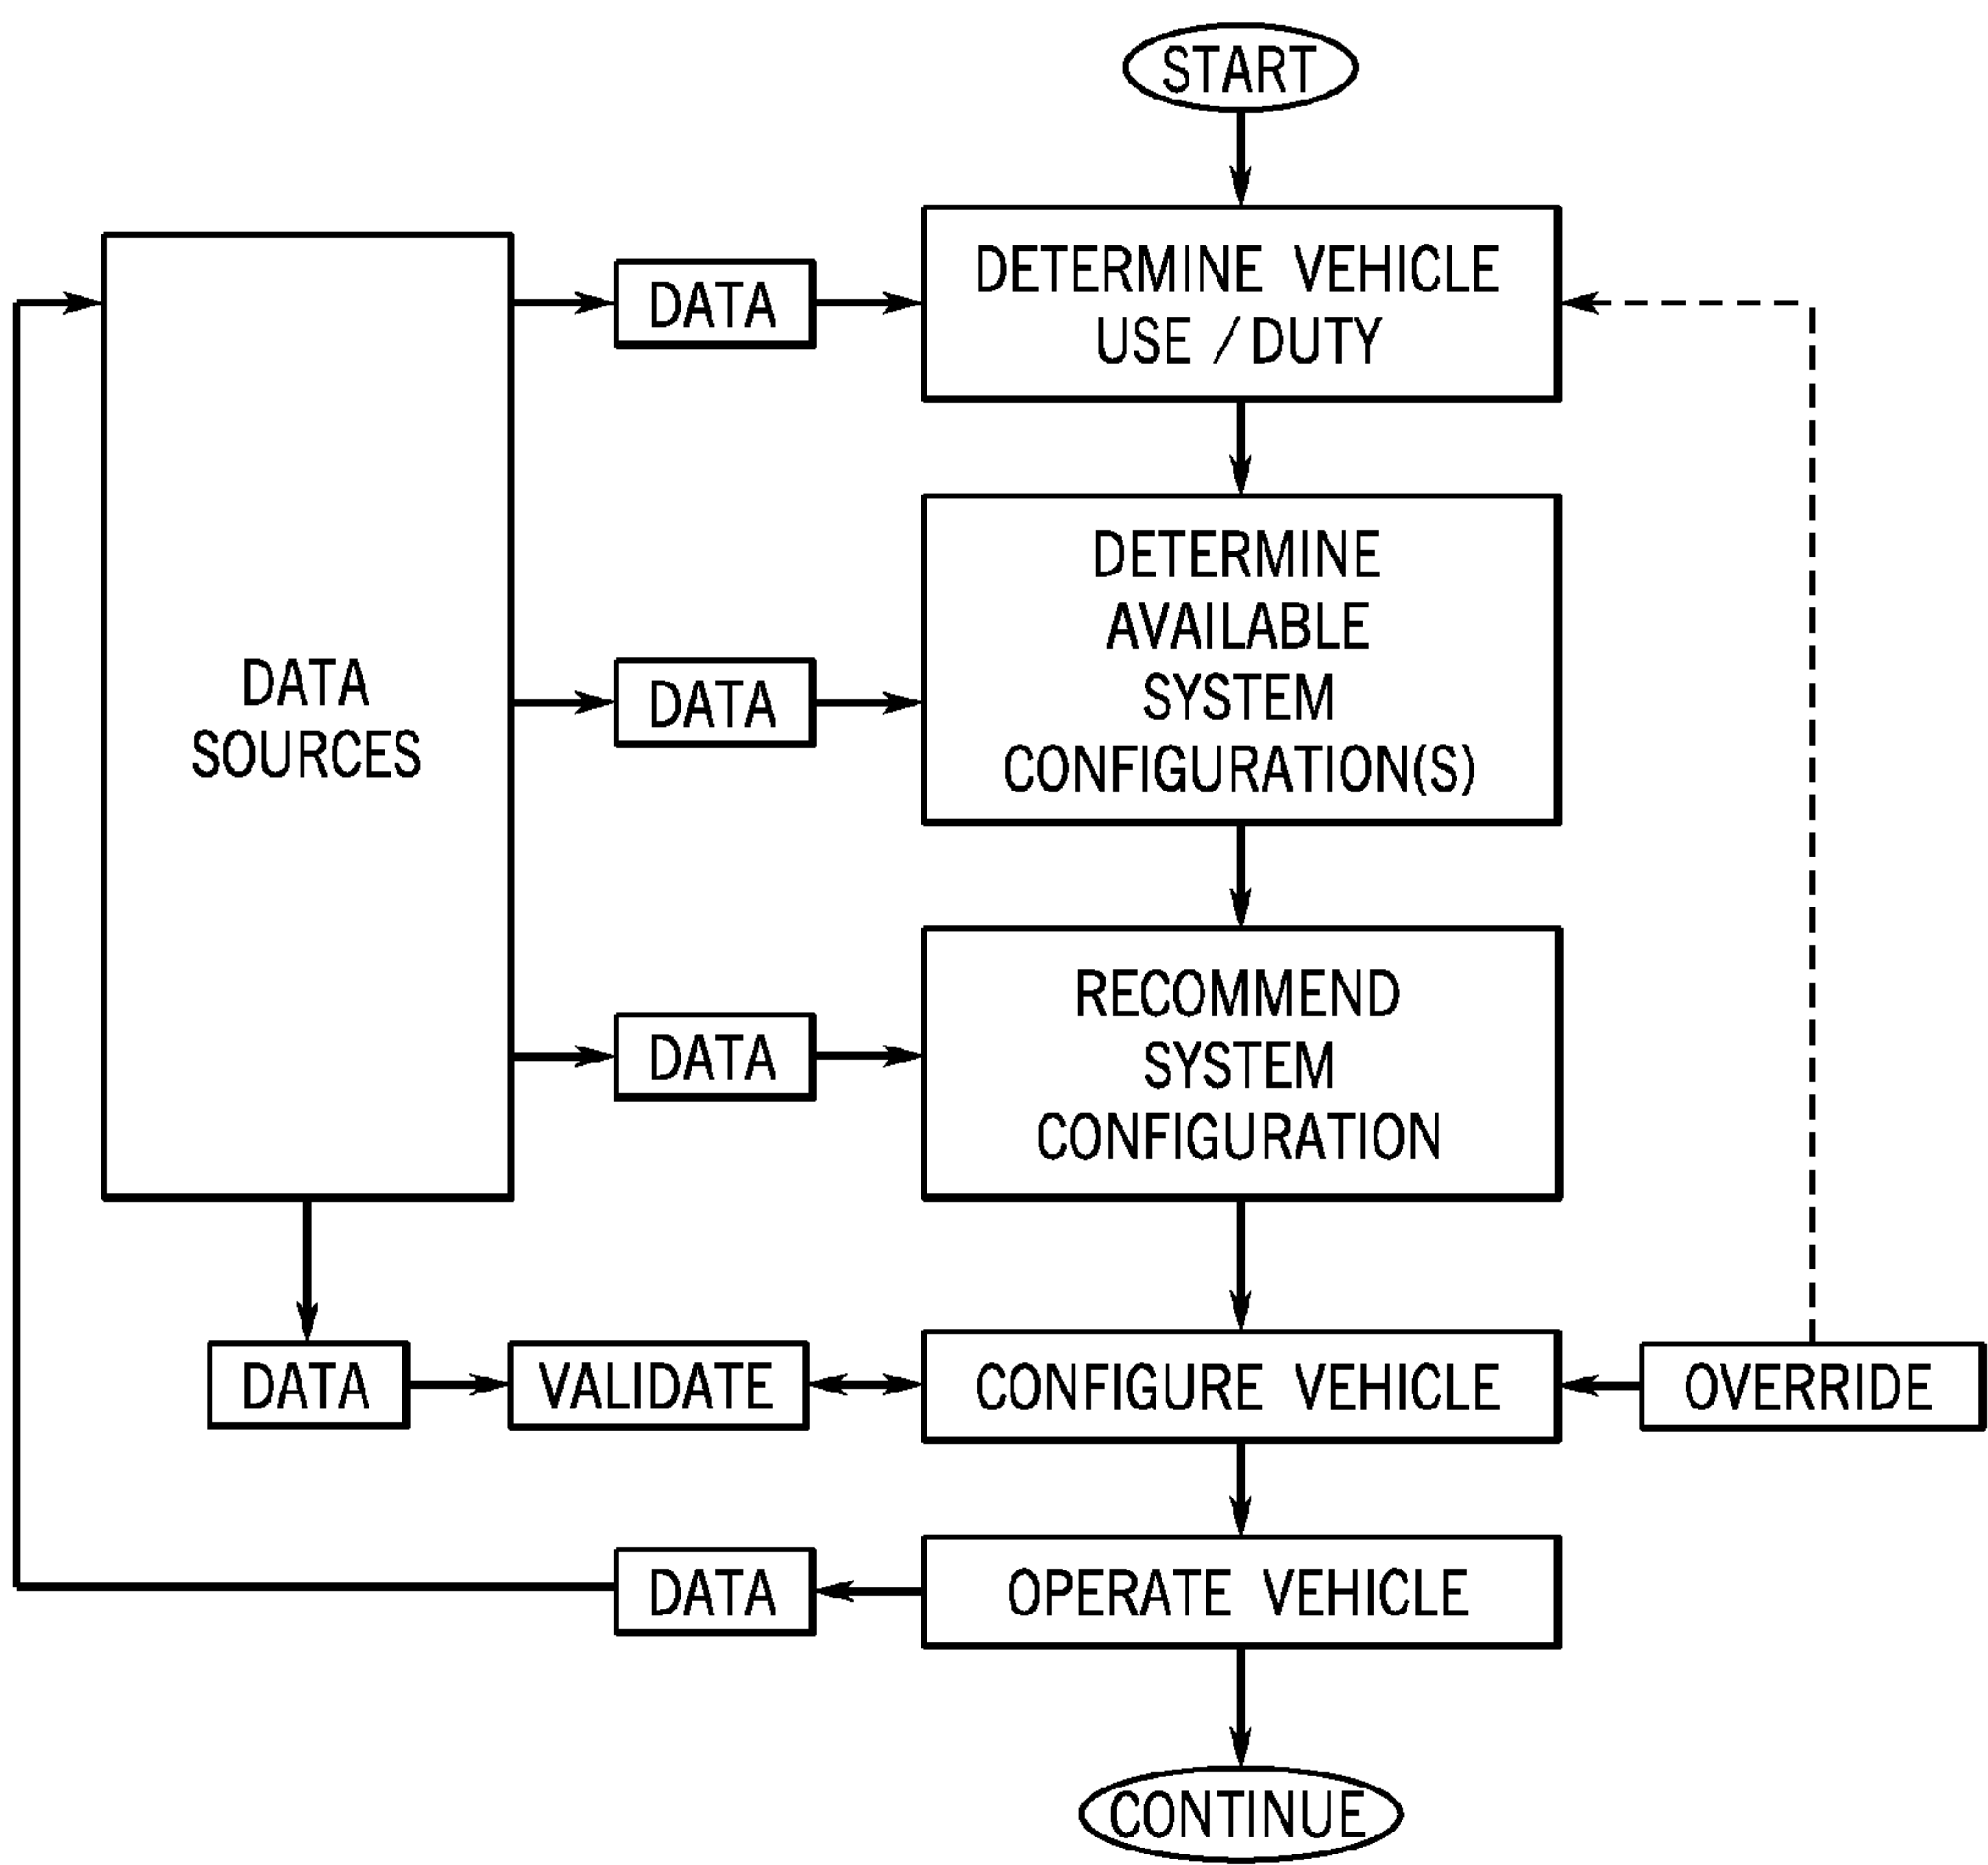 START
DATA
DETERMINE VEHICLE
USE / DUTY
DATA
SOURCES
DATA
DETERMINE
AVAILABLE
SYSTEM
CONFIGURATION(S)
DATA
RECOMMEND
SYSTEM
CONFIGURATION
DATA
VALIDATE
CONFIGURE VEHICLE
OVERRIDE
DATA
OPERATE VEHICLE
CONTINUE